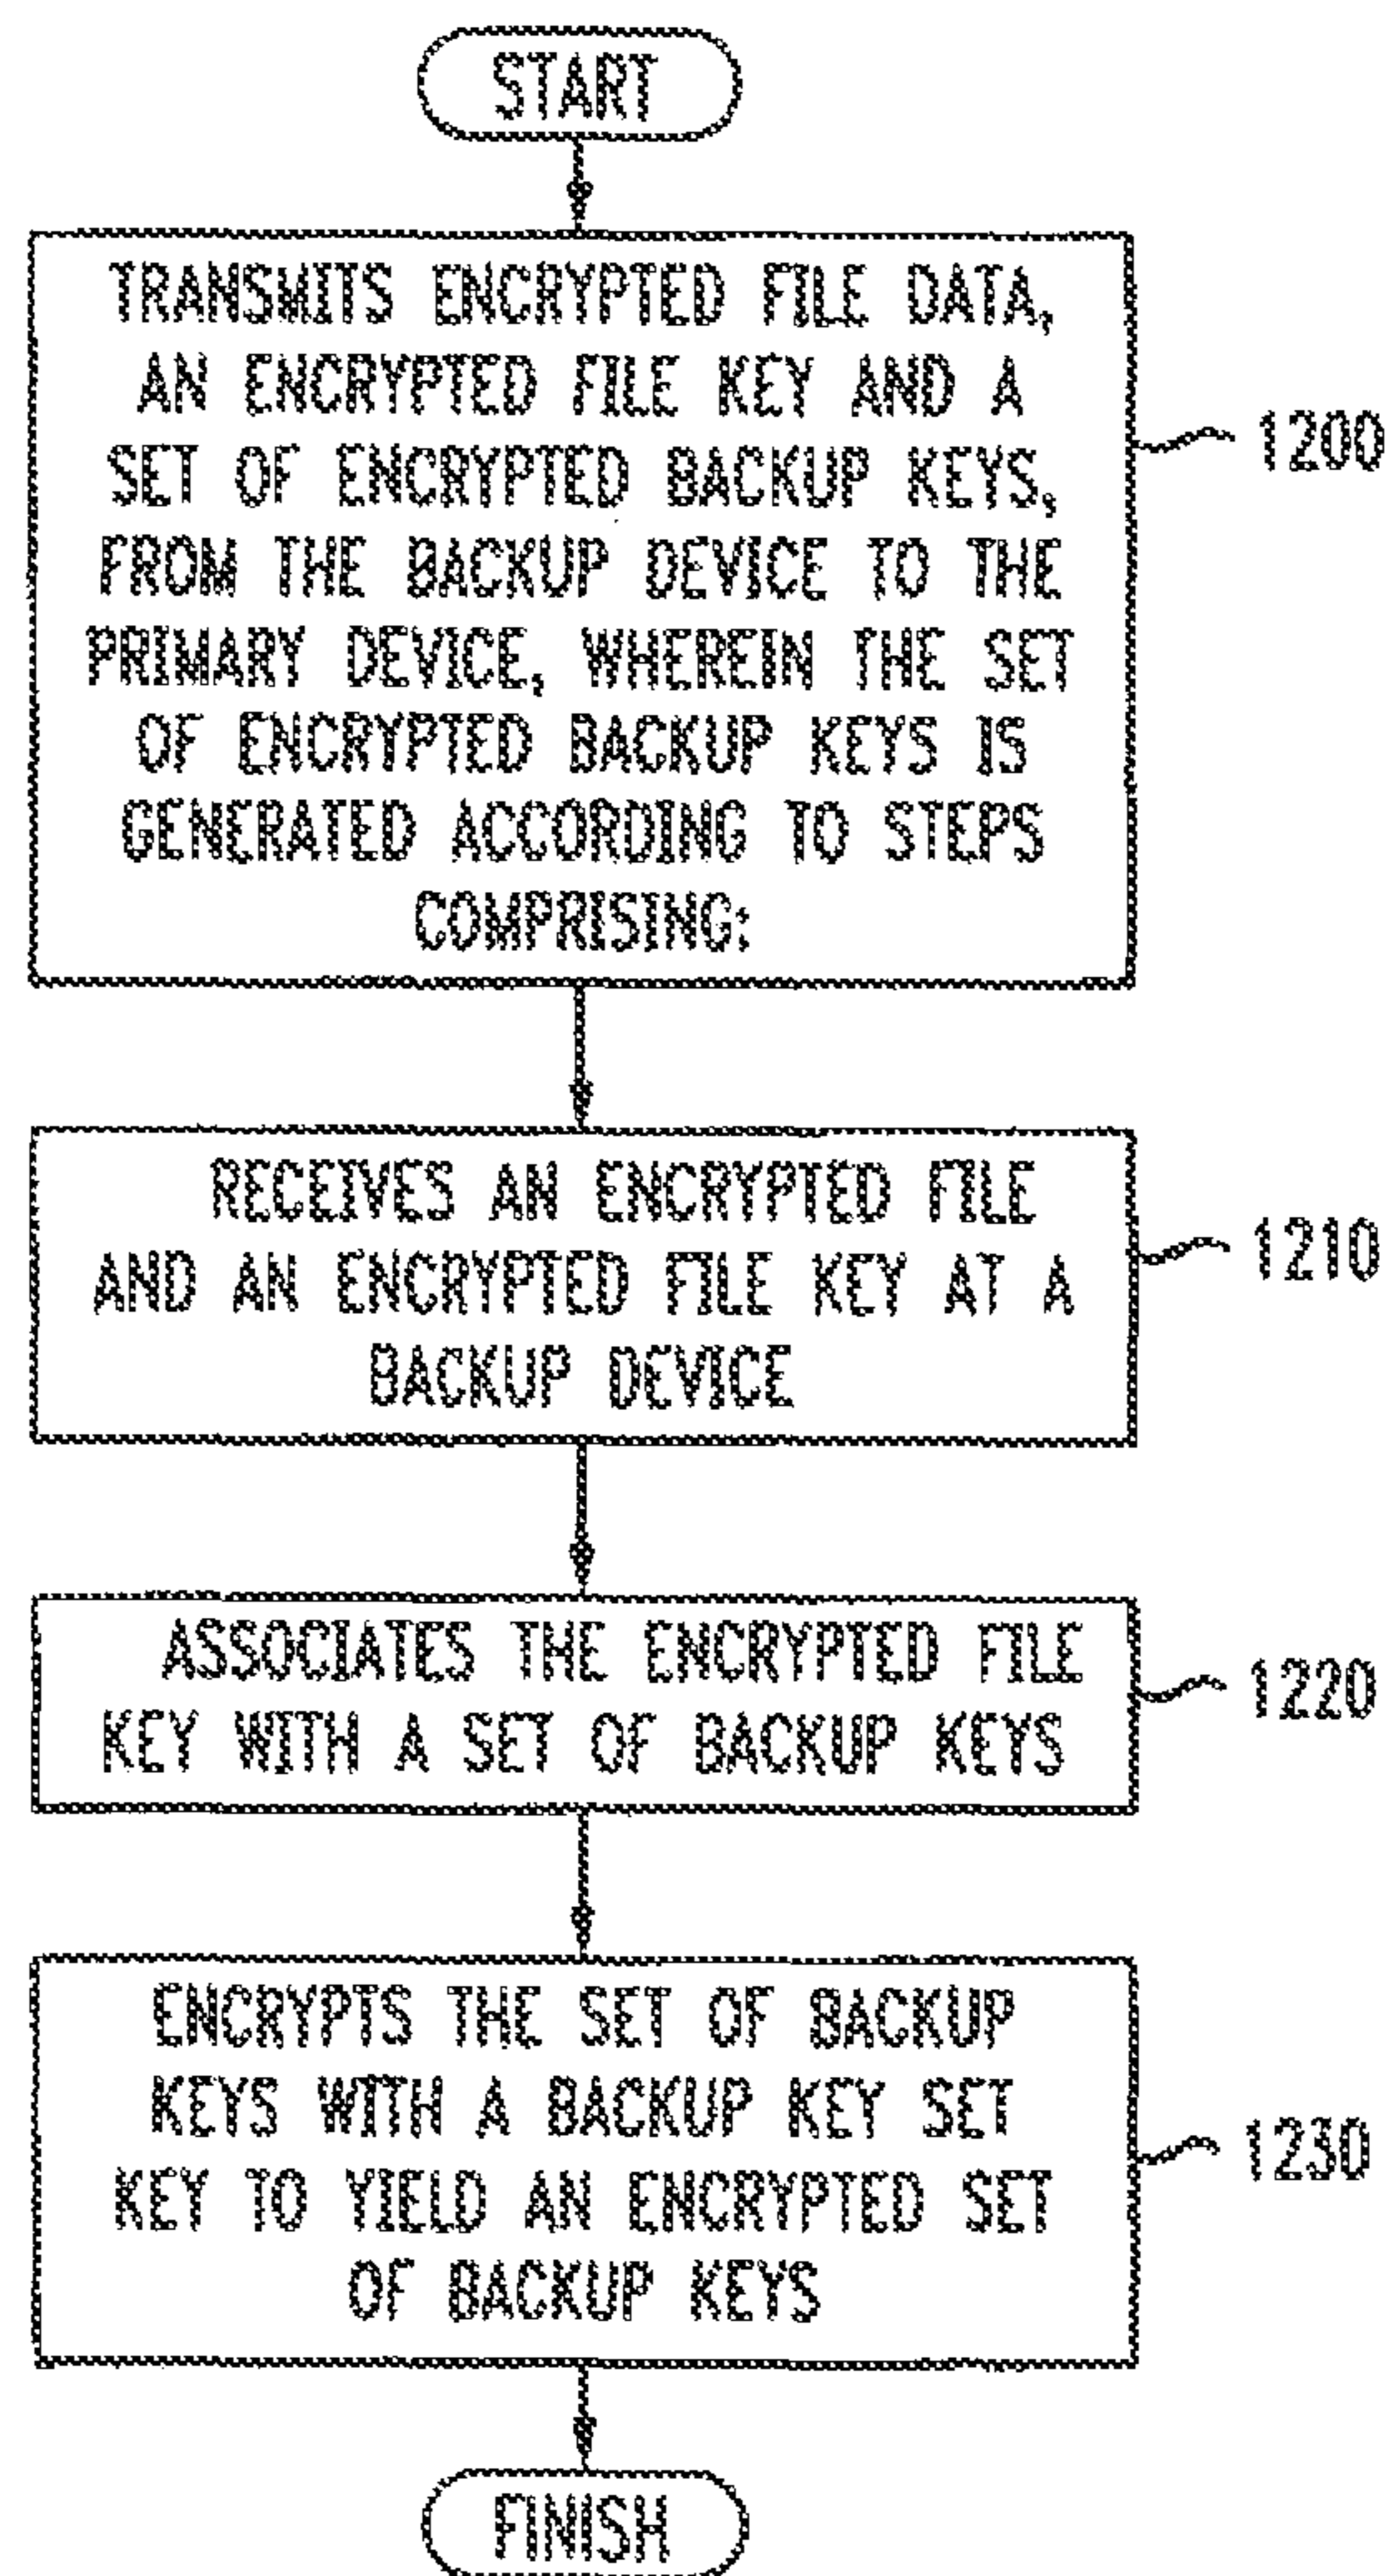 START
TRANSMITS ENCRYPTED FILE DATA,
AN ENCRYPTED FILE KEY AND A
SET OF ENCRYPTED BACKUP KEYS,
FROM THE BACKUP DEVICE TO THE
PRIMARY DEVICE, WHEREIN THE SET
OF ENCRYPTED BACKUP KEYS IS
GENERATED ACCORDING TO STEPS
COMPRISING:
1200
RECEIVES AN ENCRYPTED FILE
AND AN ENCRYPTED FILE KEY AT A
BACKUP DEVICE
1210
ASSOCIATES THE ENCRYPTED FILE
KEY WITH A SET OF BACKUP KEYS
1220
ENCRYPTS THE SET OF BACKUP
KEYS WITH A BACKUP KEY SET
KEY TO YIELD AN ENCRYPTED SET
OF BACKUP KEYS
1230
FINISH